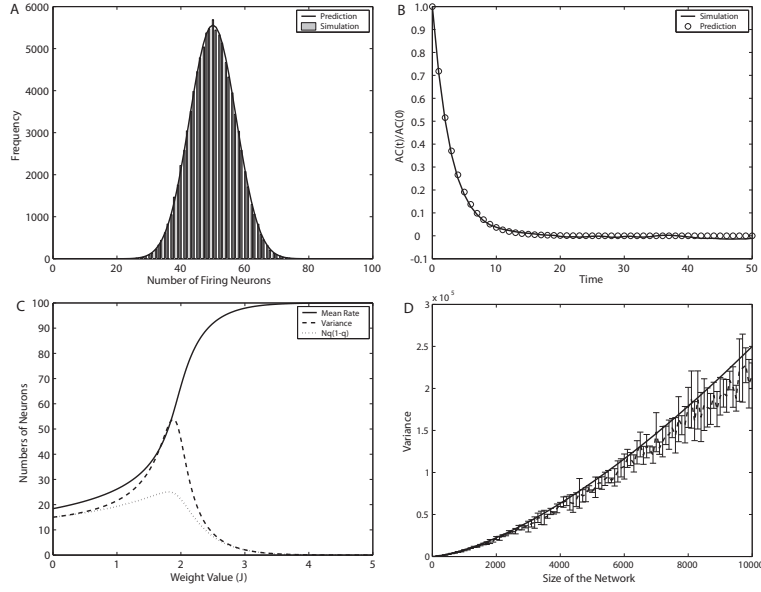 A
6000
5000
4000
3000
2000
1000
0
Frequency
0 20 40 60 80 100
Number of Firing Neurons
Prediction
Simulation
B
1.0
0.9
0.8
0.7
0.6
0.5
0.4
0.3
0.2
0.1
0
-0.1
AC(t)/AC(0)
0 10 20 30 40 50
Time
Simulation
Prediction
C
100
90
80
70
60
50
40
30
20
10
0
Numbers of Neurons
0 1 2 3 4 5
Weight Value (J)
Mean Rate
Variance
Nq(1-q)
D
3 x 10 5
2.5
2
1.5
1
0.5
0
Variance
0 2000 4000 6000 8000 10000
Size of the Network